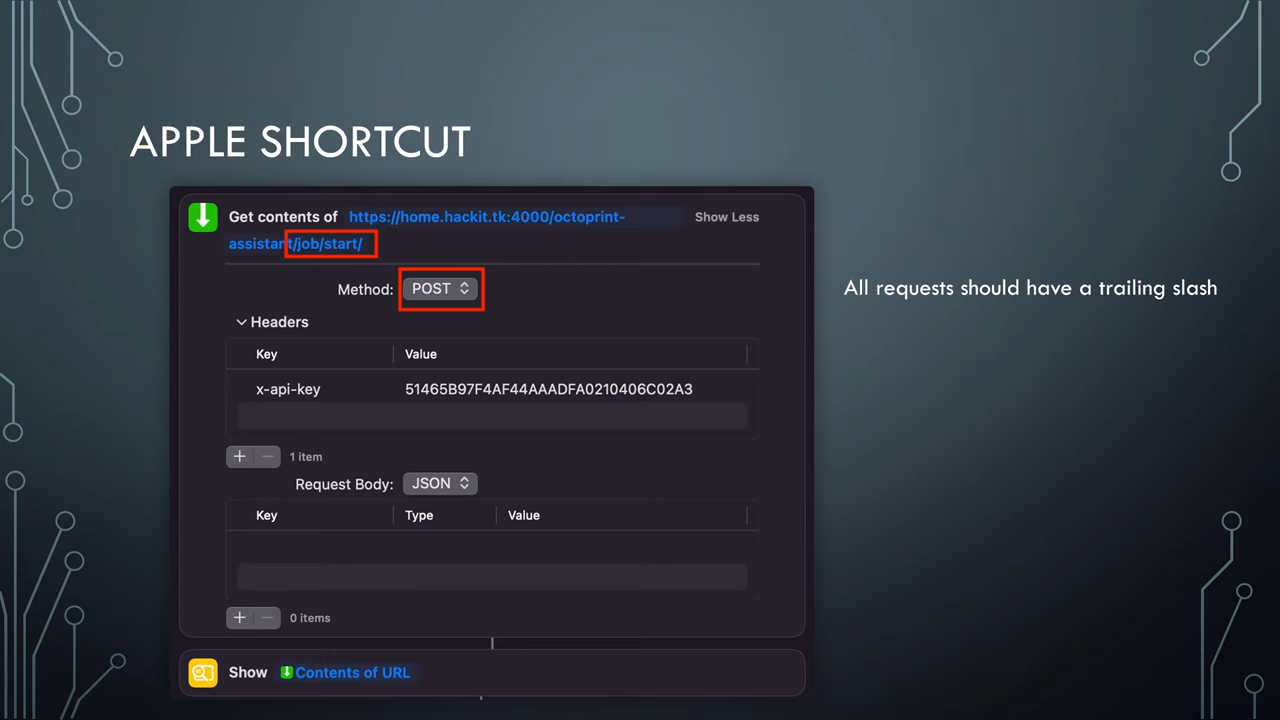 APPLE SHORTCUT
Get contents of https://home.hackit.tk:4000/octoprint- Show Less
assistant/job/start/
Method: POST
Headers
Key Value
x-api-key 51465B97F4AF44AAADFA0210406C02A3
+ − 1 item
Request Body: JSON
Key Type Value
+ − 0 items
Show Contents of URL
All requests should have a trailing slash